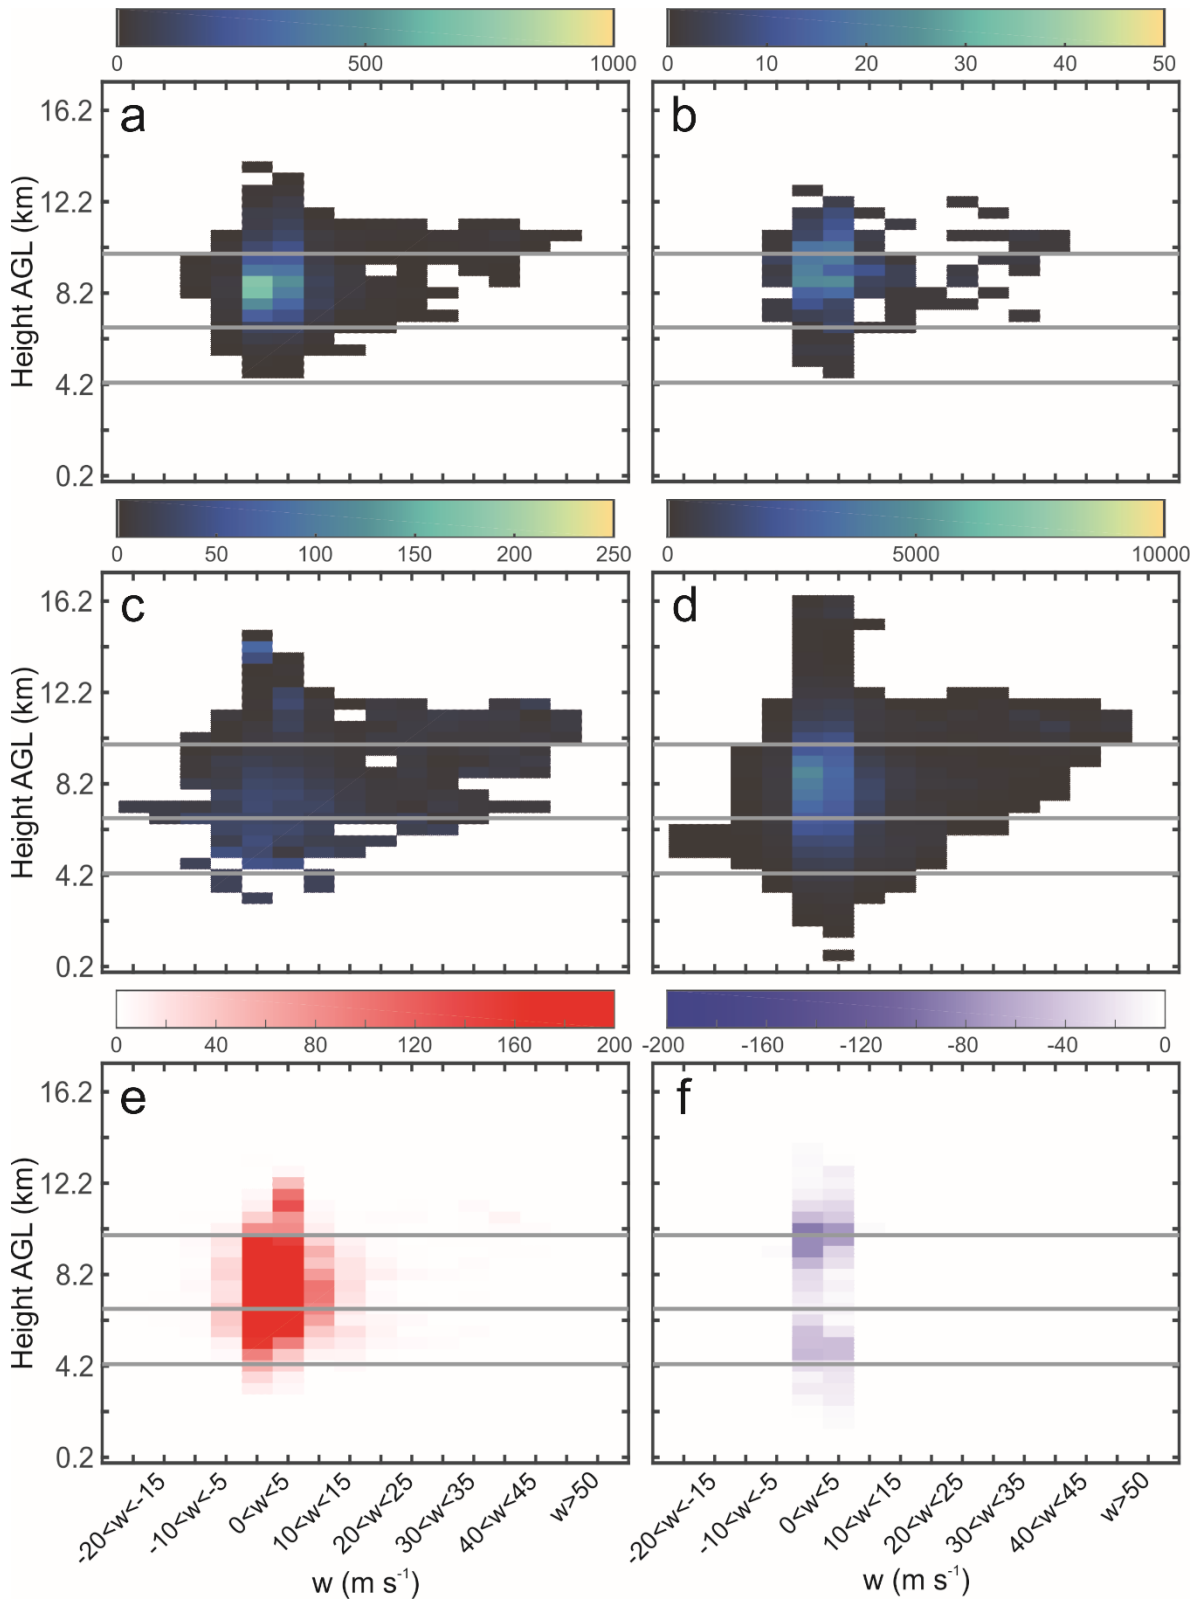 0 500 1000
0 10 20 30 40 50
a
b
16.2
12.2
8.2
4.2
0.2
Height AGL (km)
0 50 100 150 200 250
0 5000 10000
c
d
16.2
12.2
8.2
4.2
0.2
Height AGL (km)
0 40 80 120 160 200
-200 -160 -120 -80 -40 0
e
f
16.2
12.2
8.2
4.2
0.2
Height AGL (km)
-20<w<-15 -10<w<-5 0<w<5 10<w<15 20<w<25 30<w<35 40<w<45 w>50
-20<w<-15 -10<w<-5 0<w<5 10<w<15 20<w<25 30<w<35 40<w<45 w>50
w (m s⁻¹)
w (m s⁻¹)